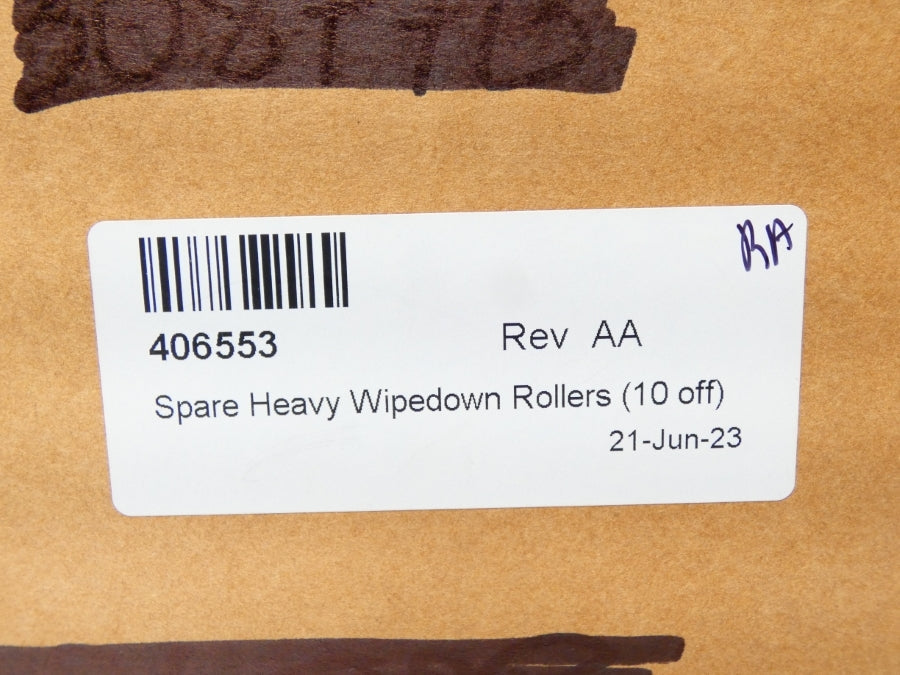 RA
406553
Rev AA
Spare Heavy Wipedown Rollers (10 off)
21-Jun-23